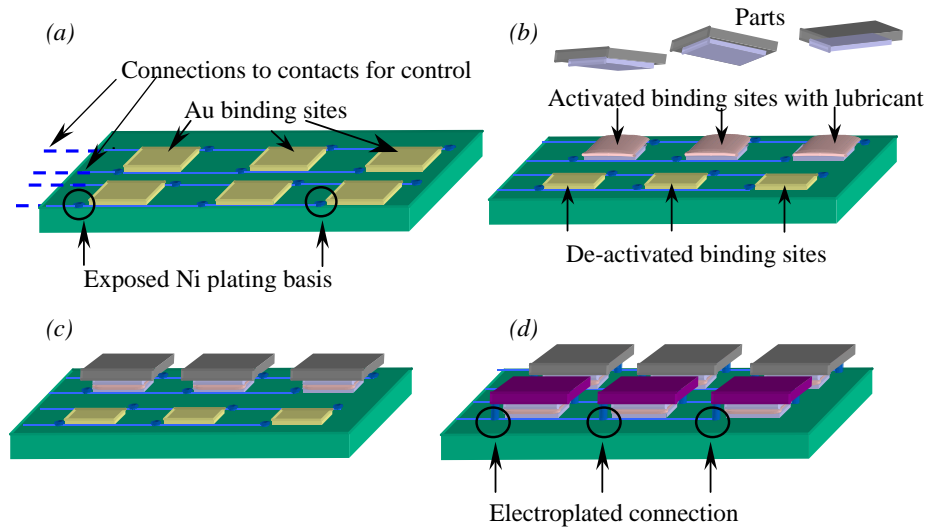 (a)
Connections to contacts for control
Au binding sites
Exposed Ni plating basis
(b)
Parts
Activated binding sites with lubricant
De-activated binding sites
(c)
(d)
Electroplated connection